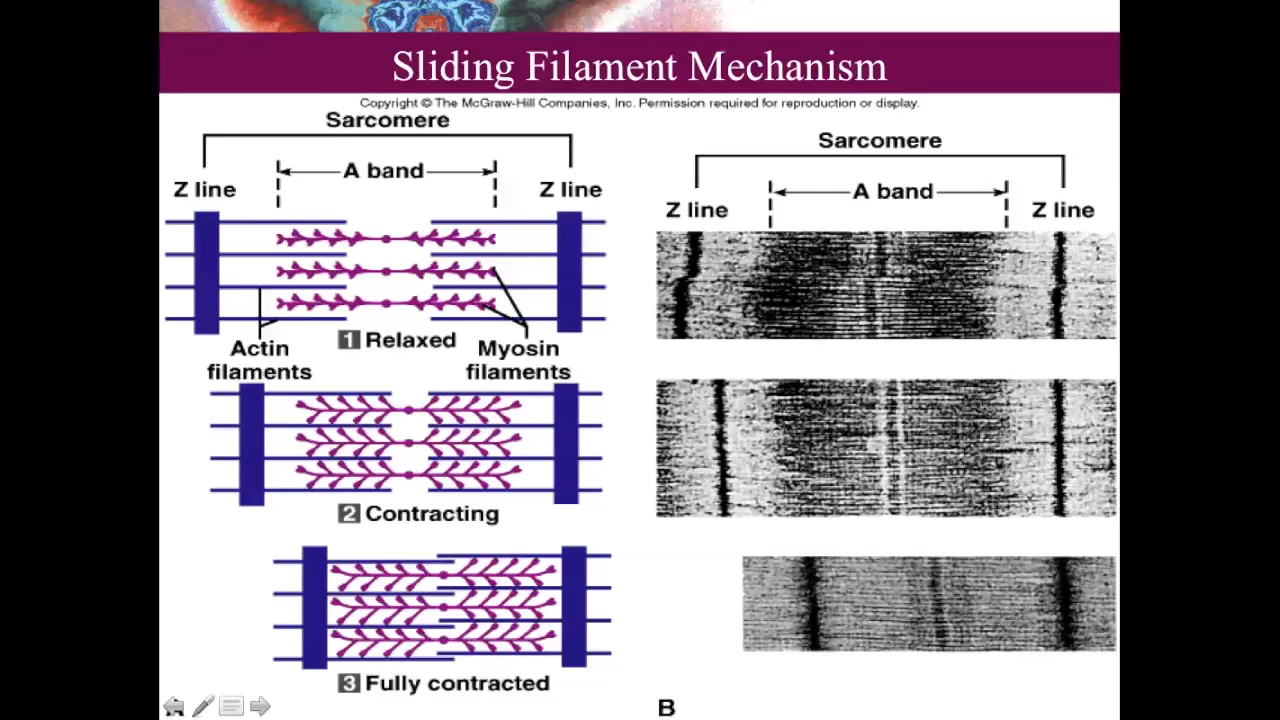 Sliding Filament Mechanism
Copyright © The McGraw-Hill Companies, Inc. Permission required for reproduction or display.
Sarcomere
A band
Z line
Z line
1 Relaxed
Actin
filaments
Myosin
filaments
2 Contracting
3 Fully contracted
Sarcomere
A band
Z line
Z line
B